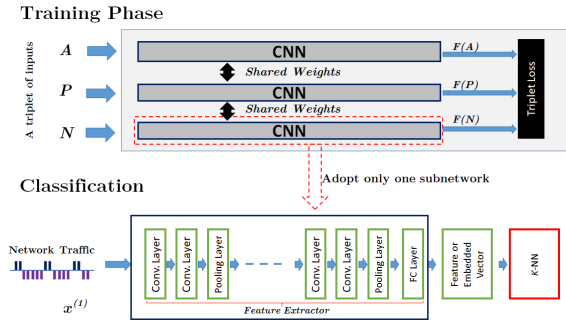 Training Phase
A triplet of inputs
A
CNN
F(A)
Shared Weights
P
CNN
F(P)
Shared Weights
N
CNN
F(N)
Triplet Loss
Adopt only one subnetwork
Classification
Network Traffic
x(1)
Conv. Layer
Conv. Layer
Pooling Layer
Conv. Layer
Conv. Layer
Pooling Layer
FC Layer
Feature Extractor
Feature or
Embedded
Vector
K-NN